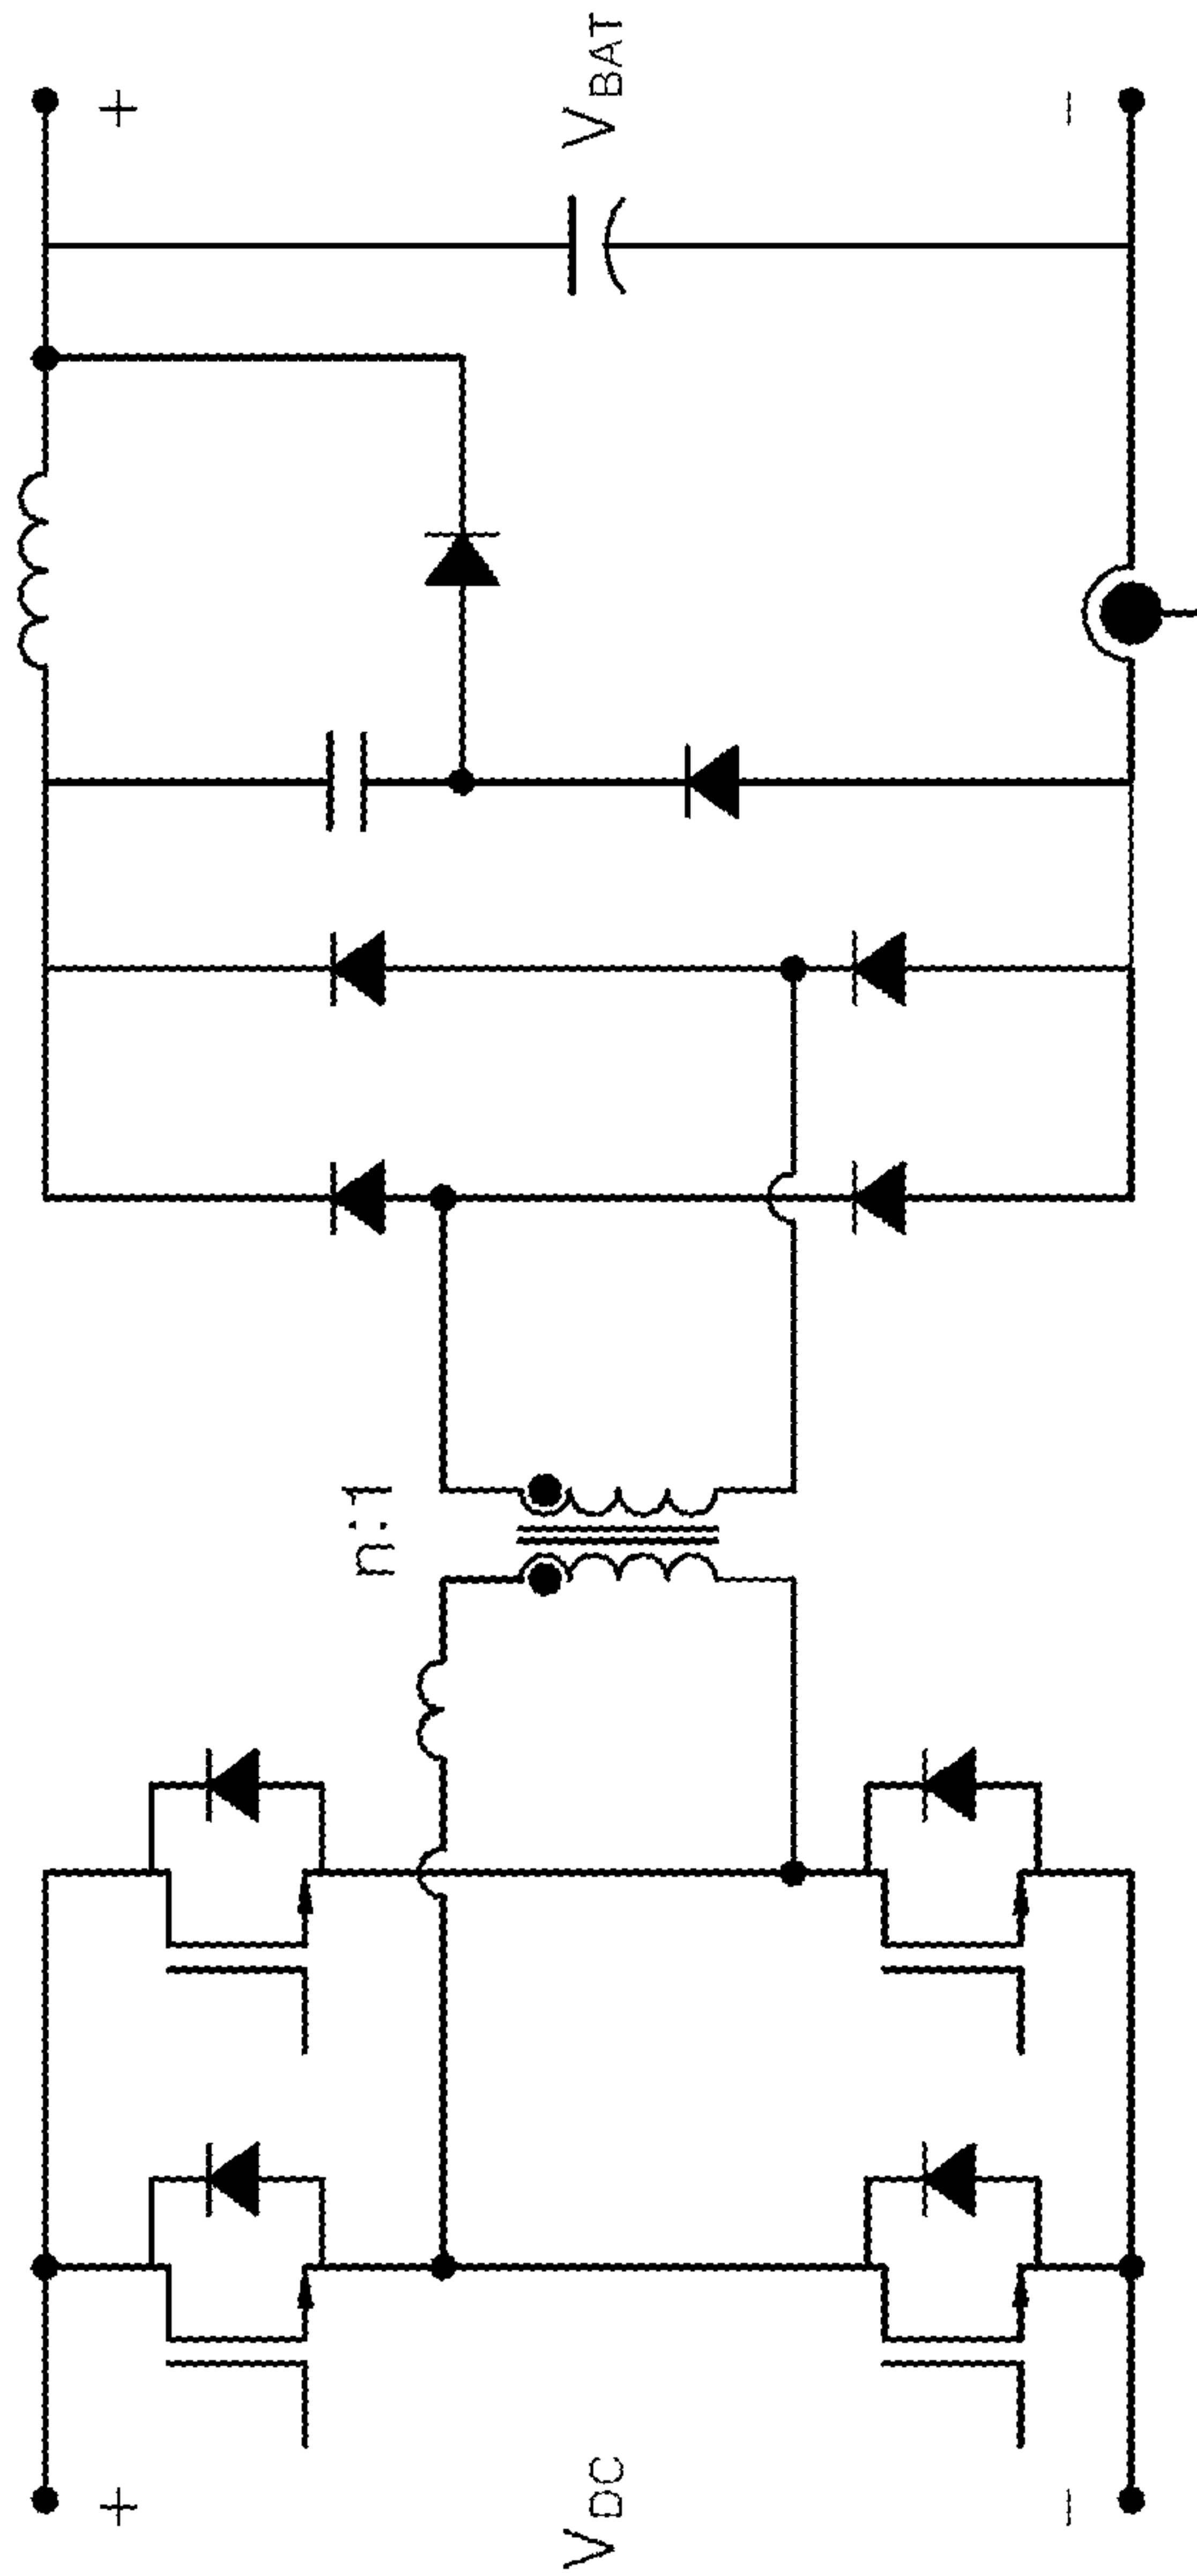 +
V_DC
-
n:1
+
V_BAT
-